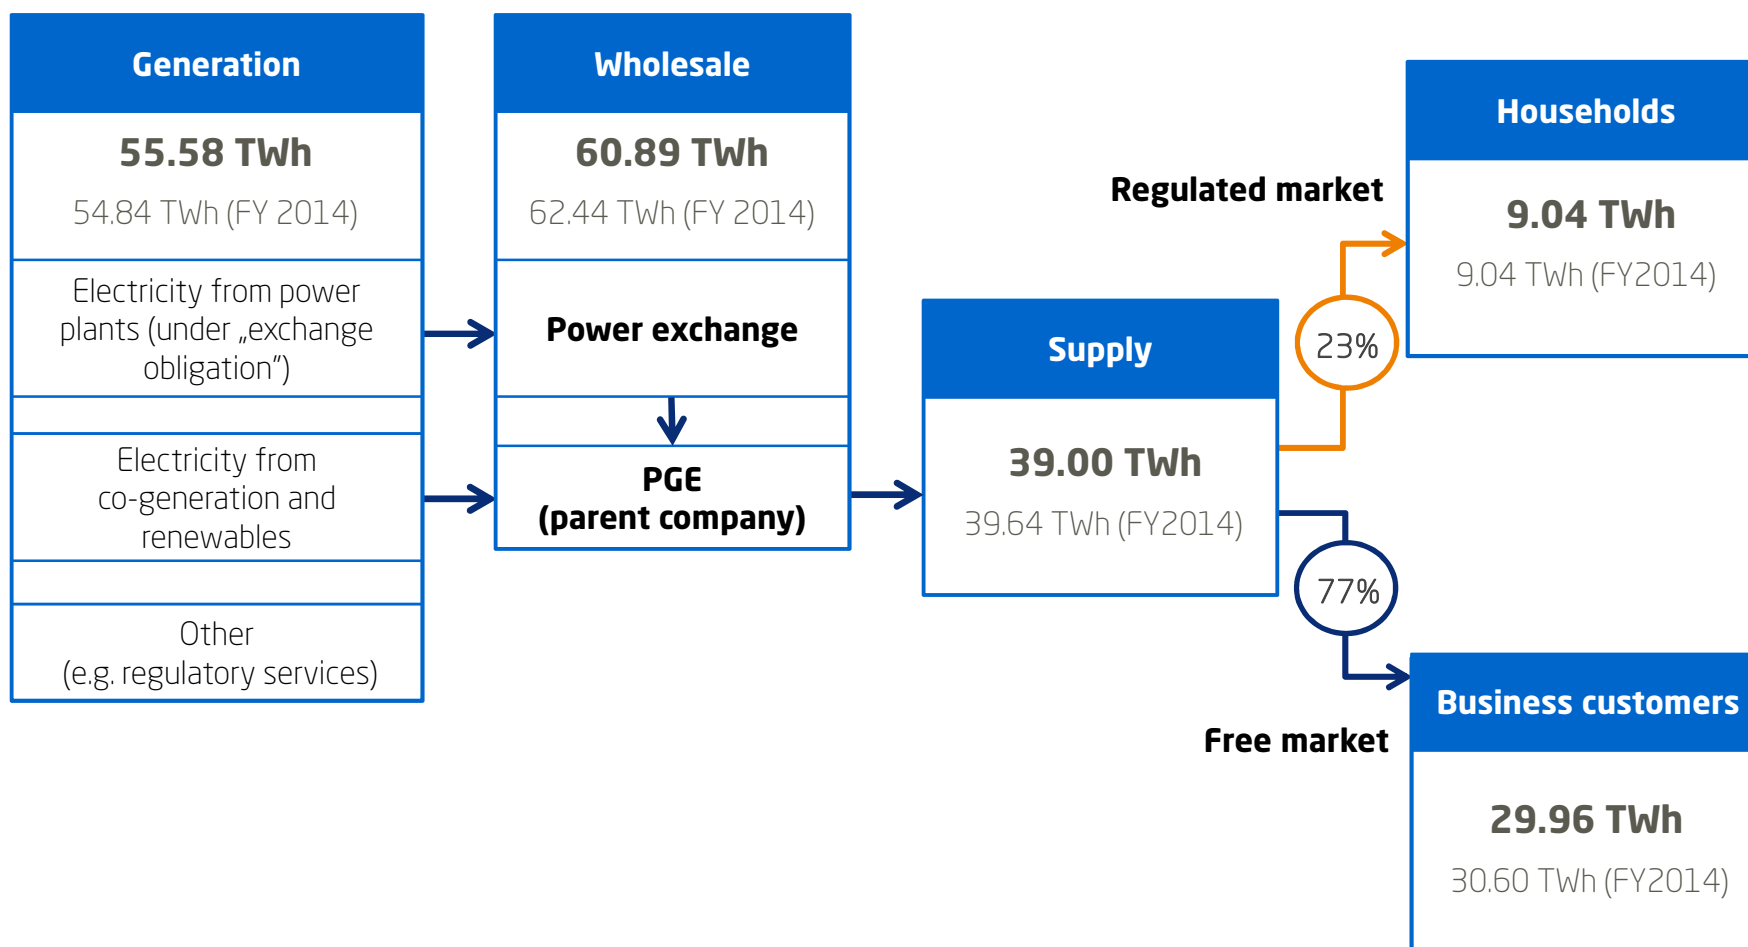 Generation
55.58 TWh
54.84 TWh (FY 2014)
Electricity from power
plants (under „exchange
obligation”)
Electricity from
co-generation and
renewables
Other
(e.g. regulatory services)
Wholesale
60.89 TWh
62.44 TWh (FY 2014)
Power exchange
PGE
(parent company)
Supply
39.00 TWh
39.64 TWh (FY2014)
Regulated market
23%
Households
9.04 TWh
9.04 TWh (FY2014)
77%
Free market
Business customers
29.96 TWh
30.60 TWh (FY2014)